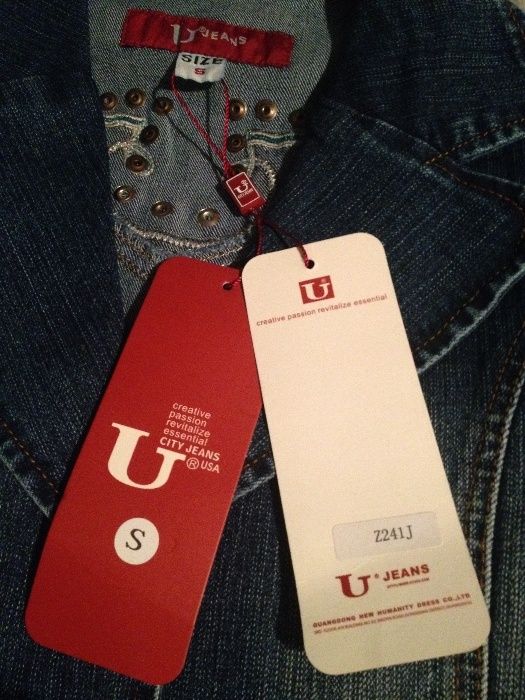 U® JEANS
SIZE
S
U
U
creative passion revitalize essential
creative
passion
revitalize
essential
CITY JEANS
U® USA
S
Z241J
U® JEANS
GUANGDONG NEW HUMANITY DRESS CO.,LTD